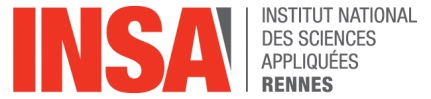 INSA
INSTITUT NATIONAL
DES SCIENCES
APPLIQUÉES
RENNES